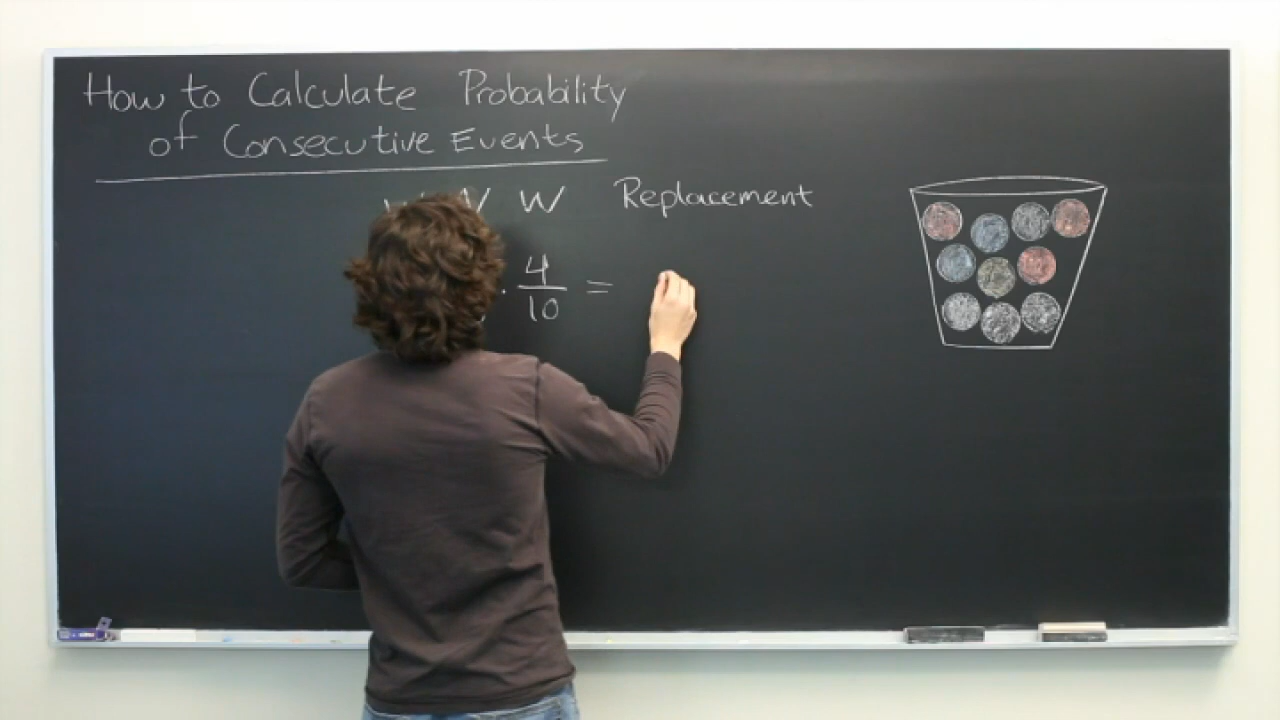 How to Calculate Probability
of Consecutive Events
W W W Replacement
· 4/10 =